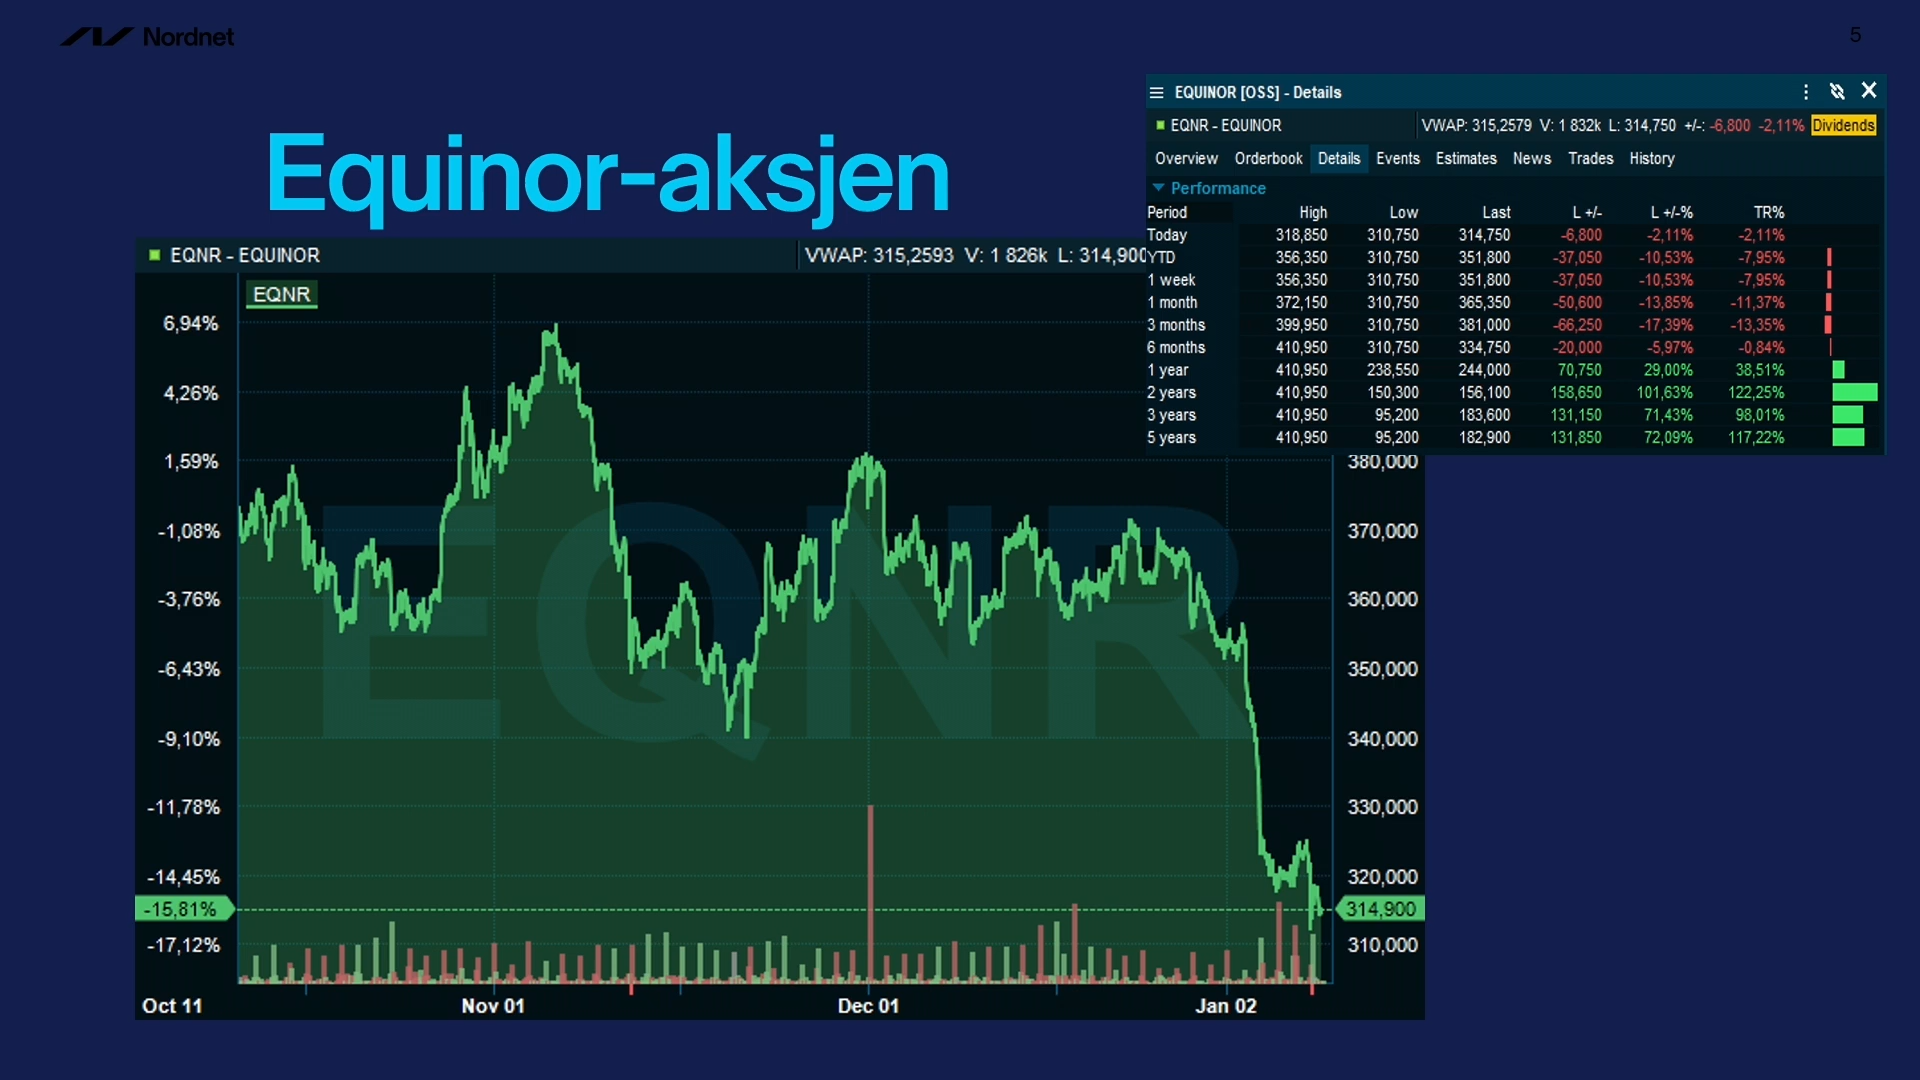 Nordnet
5
Equinor-aksjen
EQUINOR [OSS] - Details
EQNR - EQUINOR VWAP: 315,2579 V: 1 832k L: 314,750 +/-: -6,800 -2,11% Dividends
Overview Orderbook Details Events Estimates News Trades History
Performance
Period High Low Last L +/- L +/-% TR%
Today 318,850 310,750 314,750 -6,800 -2,11% -2,11%
YTD 356,350 310,750 351,800 -37,050 -10,53% -7,95%
1 week 356,350 310,750 351,800 -37,050 -10,53% -7,95%
1 month 372,150 310,750 365,350 -50,600 -13,85% -11,37%
3 months 399,950 310,750 381,000 -66,250 -17,39% -13,35%
6 months 410,950 310,750 334,750 -20,000 -5,97% -0,84%
1 year 410,950 238,550 244,000 70,750 29,00% 38,51%
2 years 410,950 150,300 156,100 158,650 101,63% 122,25%
3 years 410,950 95,200 183,600 131,150 71,43% 98,01%
5 years 410,950 95,200 182,900 131,850 72,09% 117,22%
EQNR - EQUINOR VWAP: 315,2593 V: 1 826k L: 314,900
EQNR
EQNR
6,94%
4,26%
1,59% 380,000
-1,08% 370,000
-3,76% 360,000
-6,43% 350,000
-9,10% 340,000
-11,78% 330,000
-14,45% 320,000
-15,81% 314,900
-17,12% 310,000
Oct 11 Nov 01 Dec 01 Jan 02